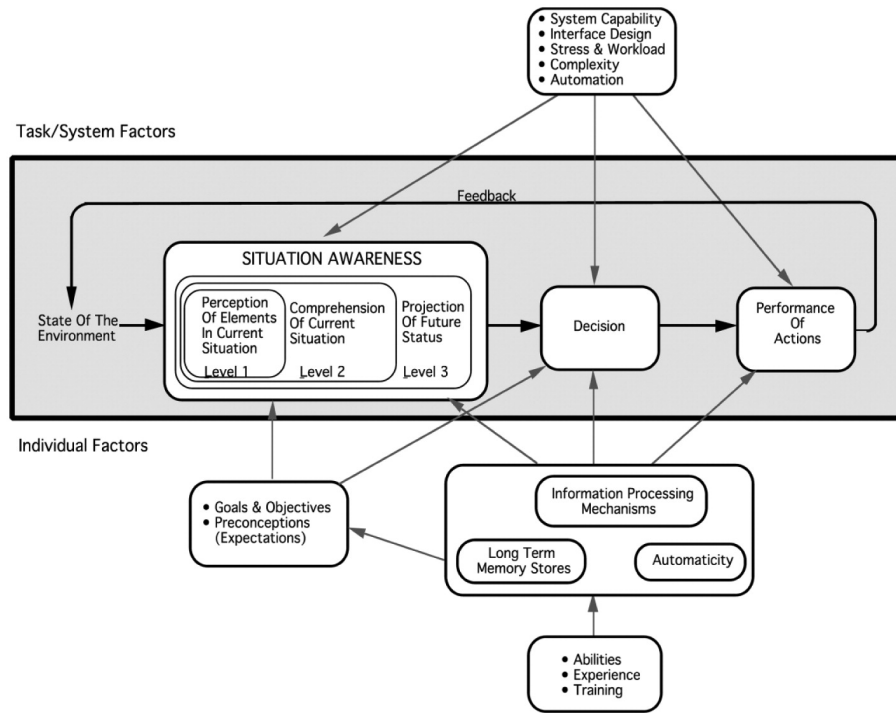 • System Capability
• Interface Design
• Stress & Workload
• Complexity
• Automation
Task/System Factors
Feedback
SITUATION AWARENESS
Perception
Of Elements
In Current
Situation
Level 1
Comprehension
Of Current
Situation
Level 2
Projection
Of Future
Status
Level 3
State Of The
Environment
Decision
Performance
Of
Actions
Individual Factors
• Goals & Objectives
• Preconceptions
(Expectations)
Information Processing
Mechanisms
Long Term
Memory Stores
Automaticity
• Abilities
• Experience
• Training